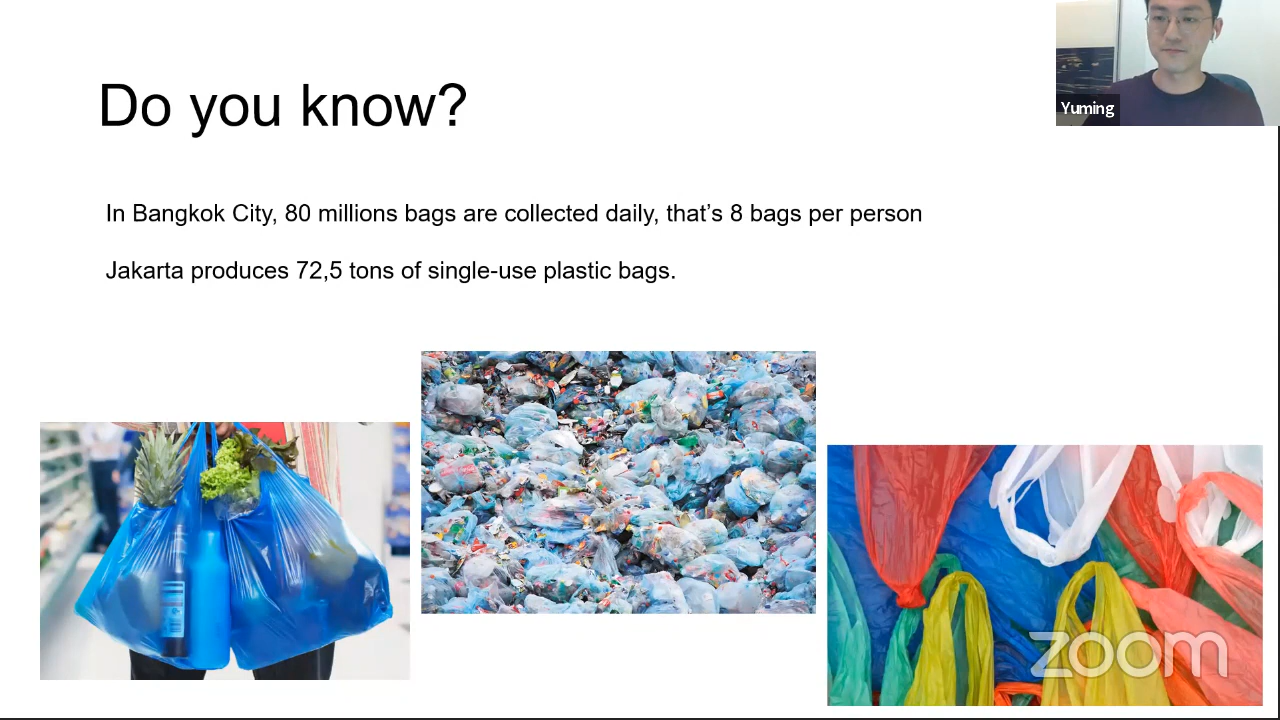 Do you know?
Yuming
In Bangkok City, 80 millions bags are collected daily, that’s 8 bags per person
Jakarta produces 72,5 tons of single-use plastic bags.
zoom